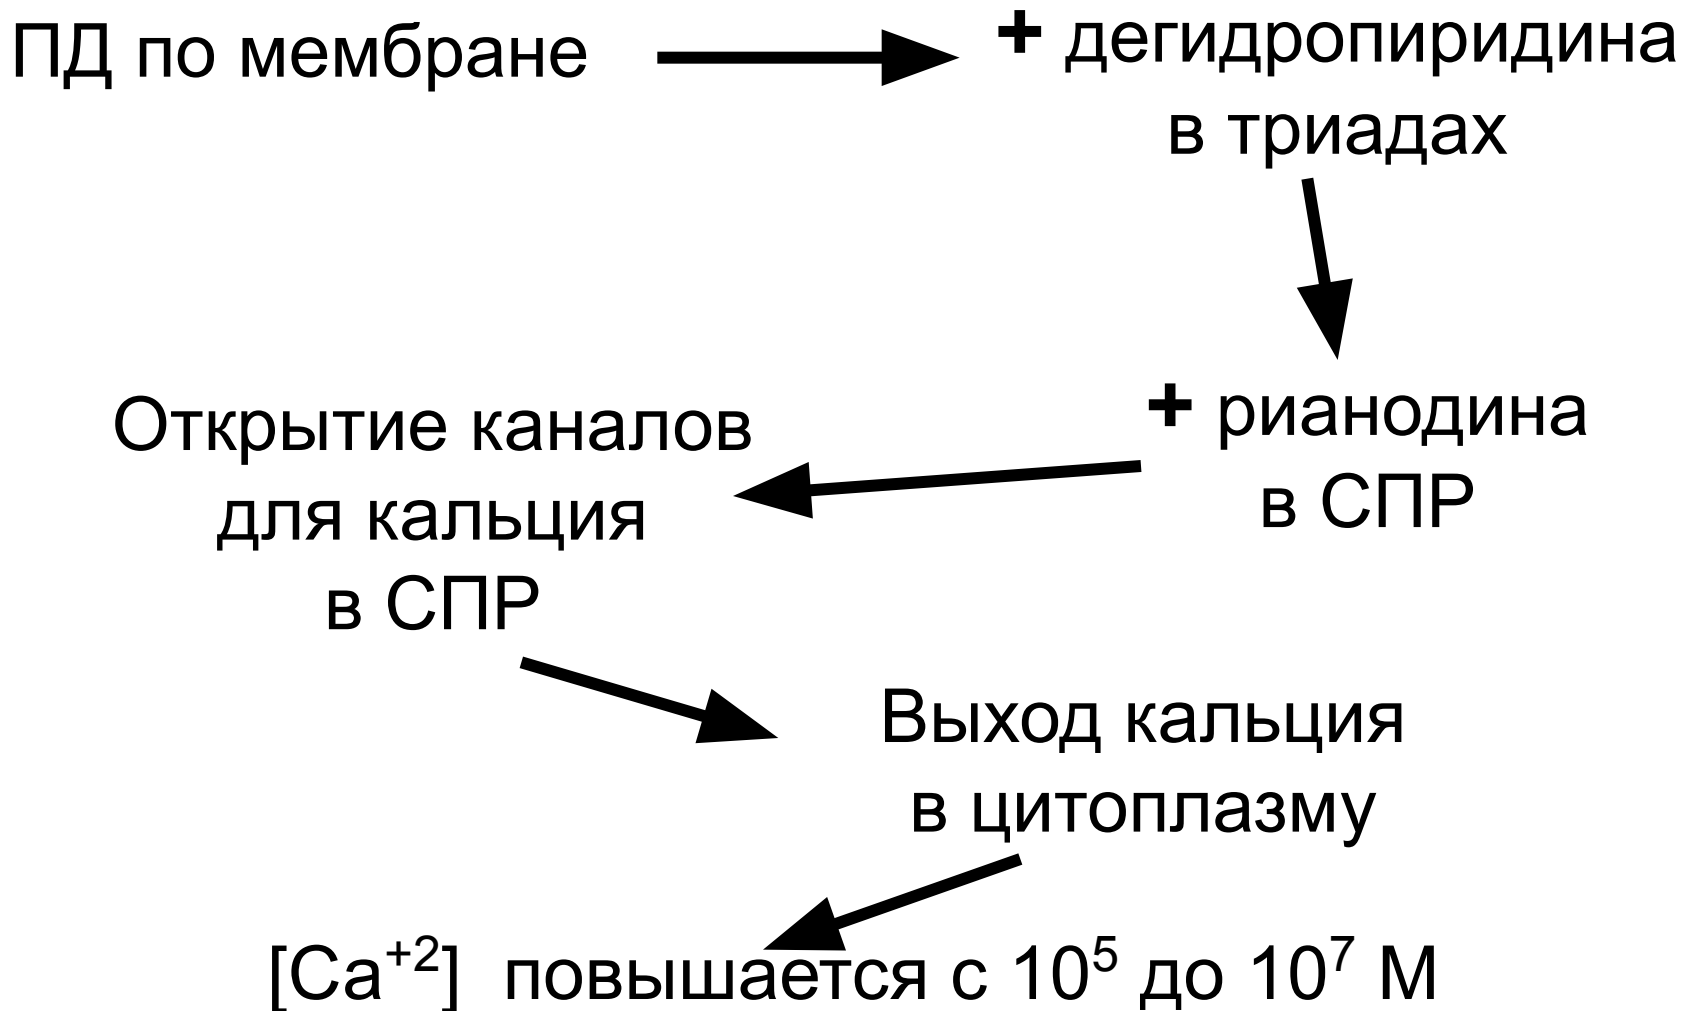 ПД по мембране
+ дегидропиридина
в триадах
+ рианодина
в СПР
Открытие каналов
для кальция
в СПР
Выход кальция
в цитоплазму
[Ca⁺²] повышается с 10⁵ до 10⁷ М